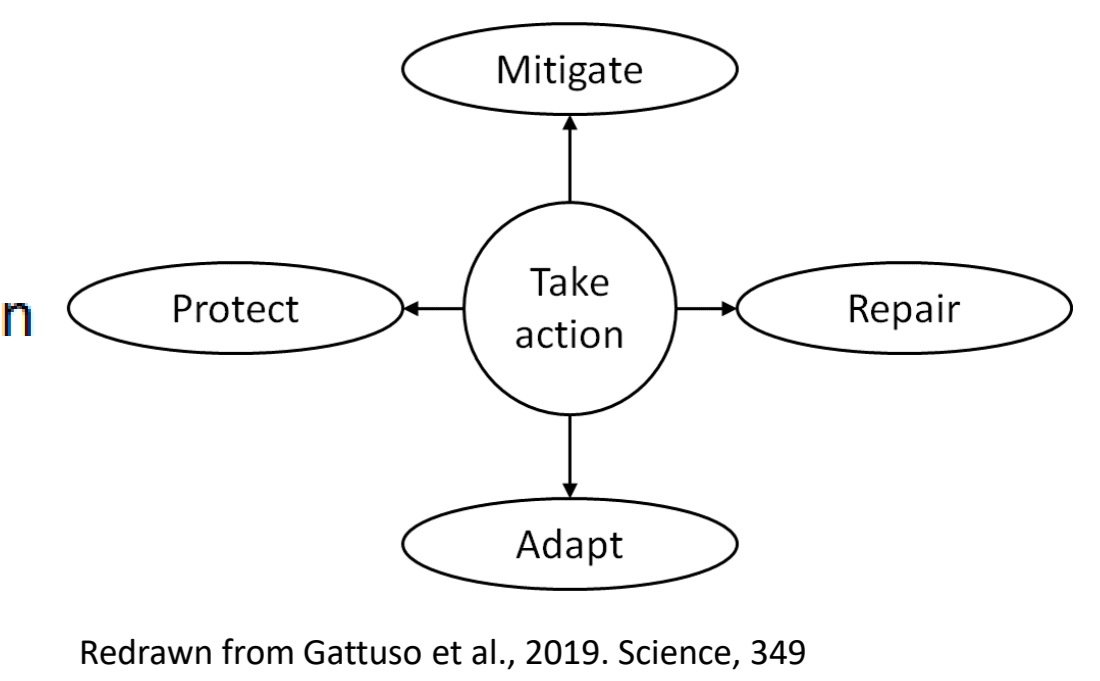 Mitigate
n
Protect
Take
action
Repair
Adapt
Redrawn from Gattuso et al., 2019. Science, 349